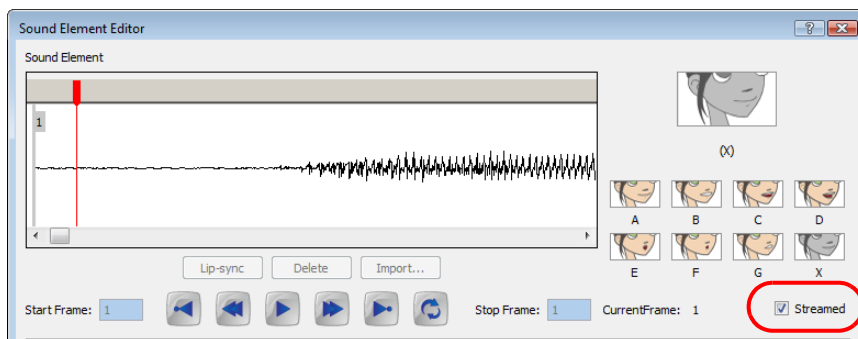 Sound Element Editor
Sound Element
1
(X)
A B C D
E F G X
Lip-sync Delete Import...
Start Frame: 1 Stop Frame: 1 CurrentFrame: 1 Streamed